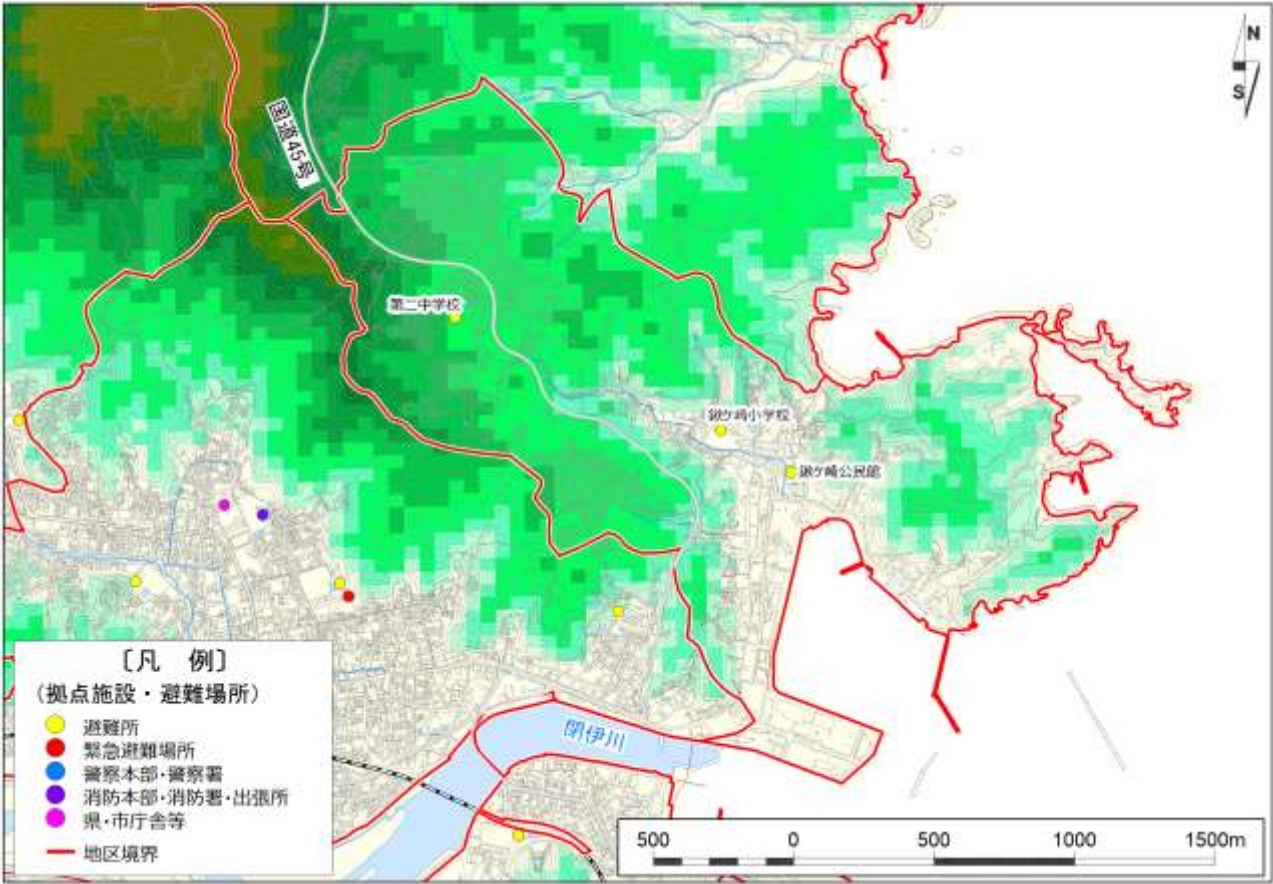 N
S
国道45号
第二中学校
鍬ケ崎小学校
鍬ケ崎公民館
閉伊川
〔凡 例〕
(拠点施設・避難場所)
避難所
緊急避難場所
警察本部・警察署
消防本部・消防署・出張所
県・市庁舎等
地区境界
500 0 500 1000 1500m